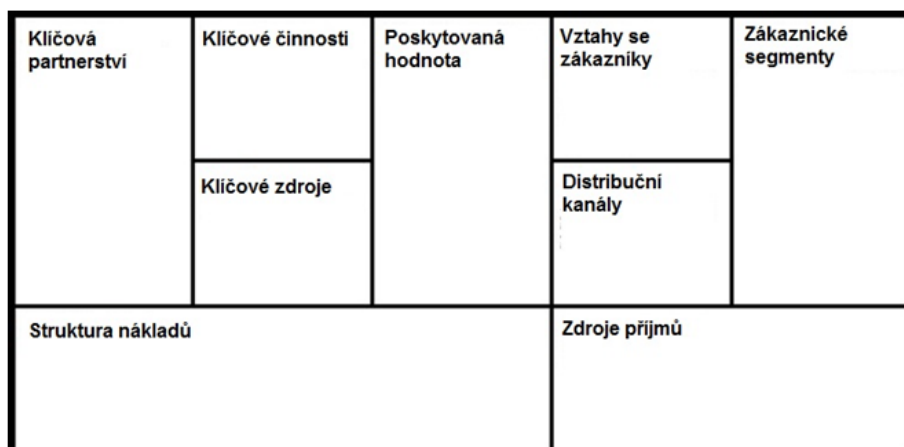 Klíčová
partnerství
Klíčové činnosti
Poskytovaná
hodnota
Vztahy se
zákazníky
Zákaznické
segmenty
Klíčové zdroje
Distribuční
kanály
Struktura nákladů
Zdroje příjmů